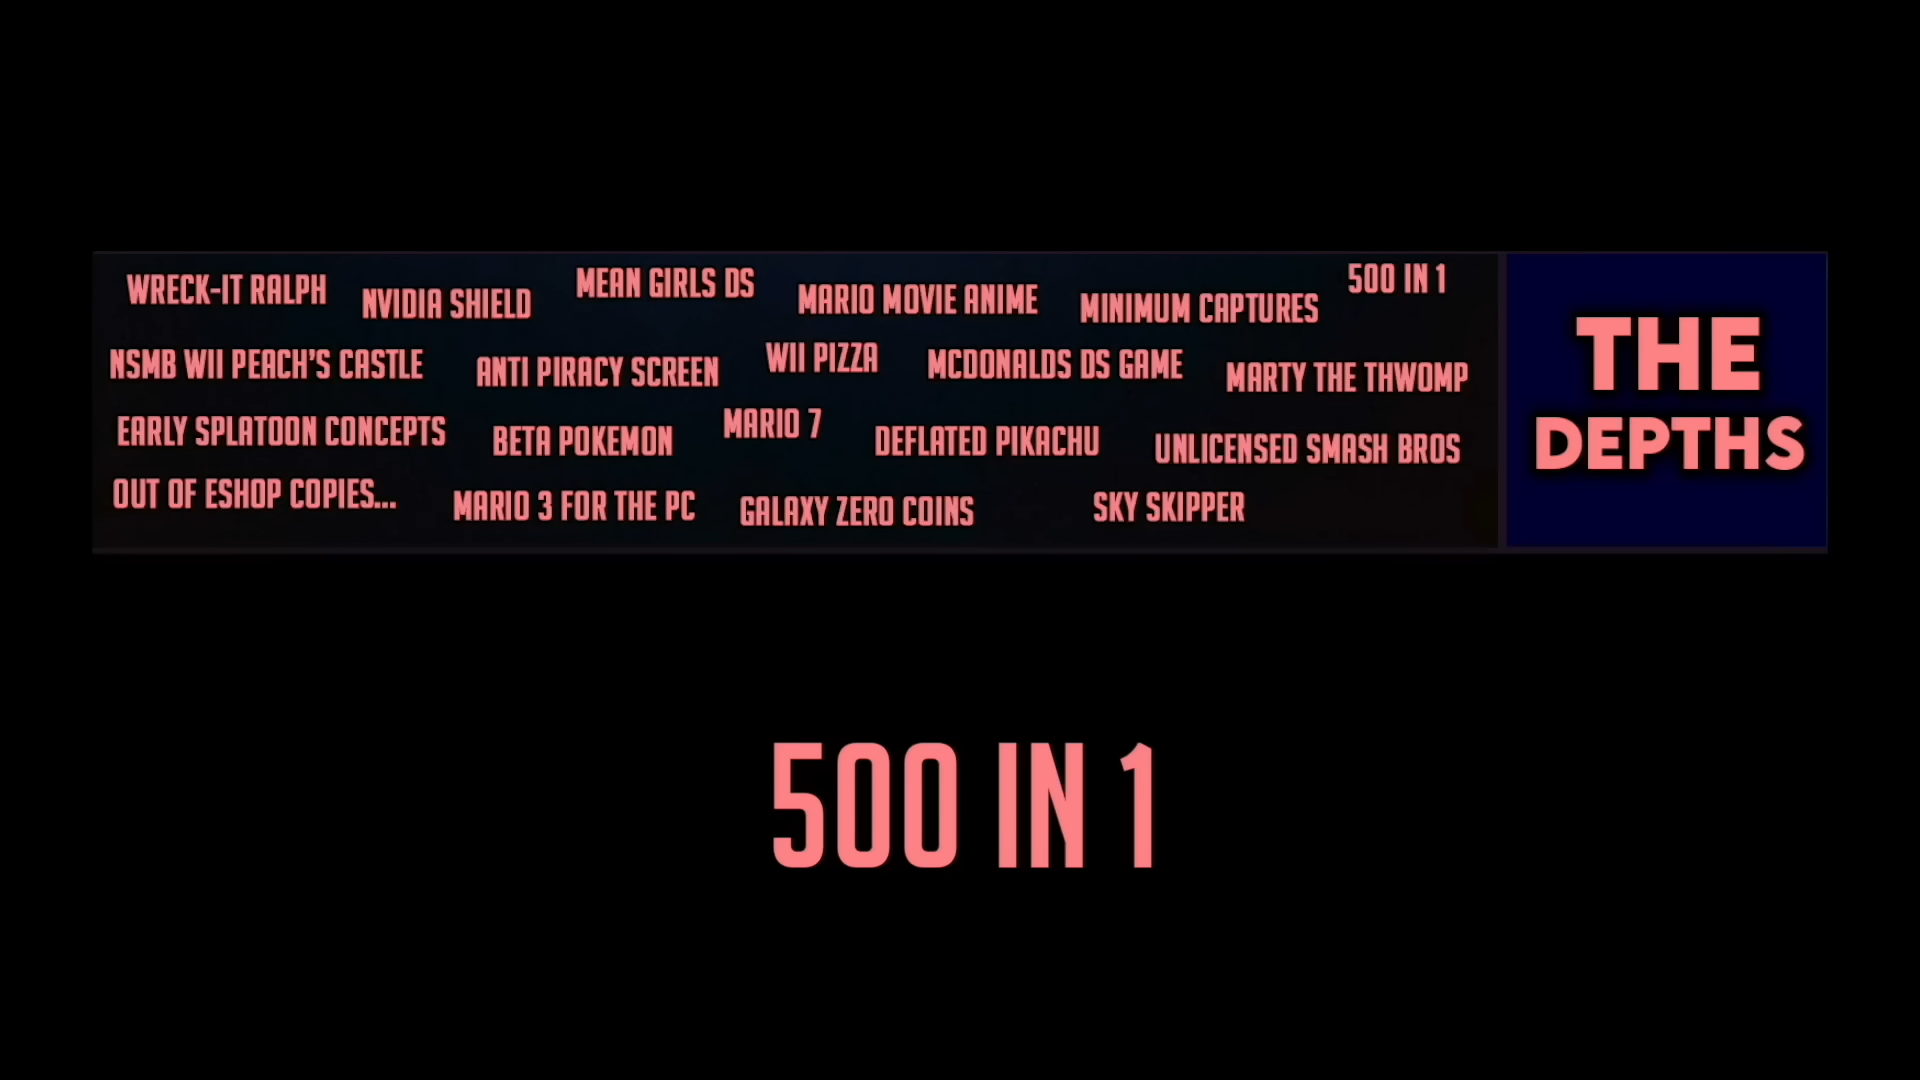 WRECK-IT RALPH
NVIDIA SHIELD
MEAN GIRLS DS
MARIO MOVIE ANIME
MINIMUM CAPTURES
500 IN 1
NSMB WII PEACH'S CASTLE
ANTI PIRACY SCREEN
WII PIZZA
MCDONALDS DS GAME
MARTY THE THWOMP
EARLY SPLATOON CONCEPTS
BETA POKEMON
MARIO 7
DEFLATED PIKACHU
UNLICENSED SMASH BROS
OUT OF ESHOP COPIES...
MARIO 3 FOR THE PC
GALAXY ZERO COINS
SKY SKIPPER
THE
DEPTHS
500 IN 1